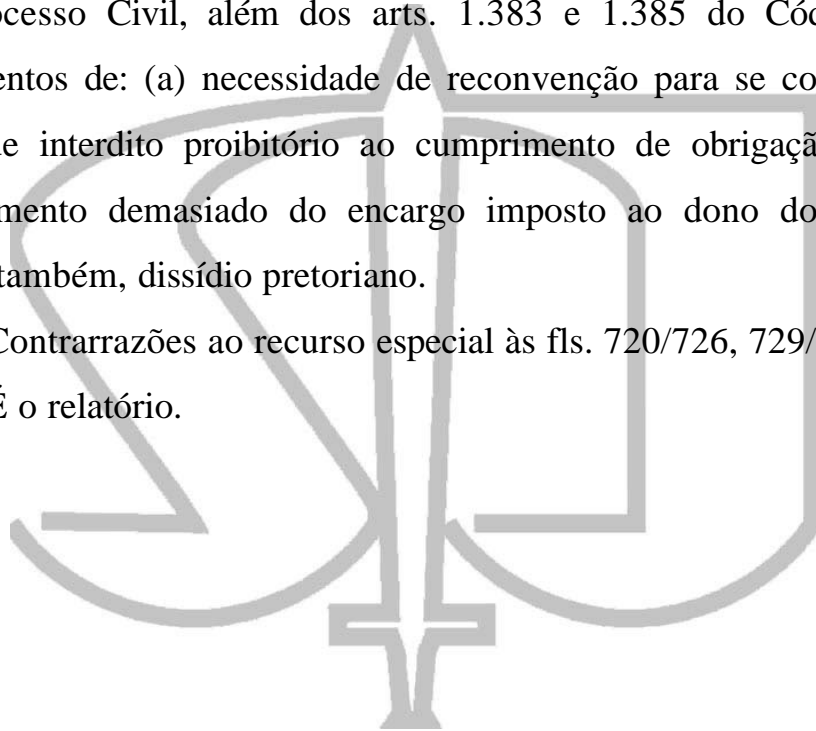 ocesso Civil, além dos arts. 1.383 e 1.385 do Cód
entos de: (a) necessidade de reconvenção para se co
e interdito proibitório ao cumprimento de obrigaçã
mento demasiado do encargo imposto ao dono do
também, dissídio pretoriano.
Contrarrazões ao recurso especial às fls. 720/726, 729/
É o relatório.